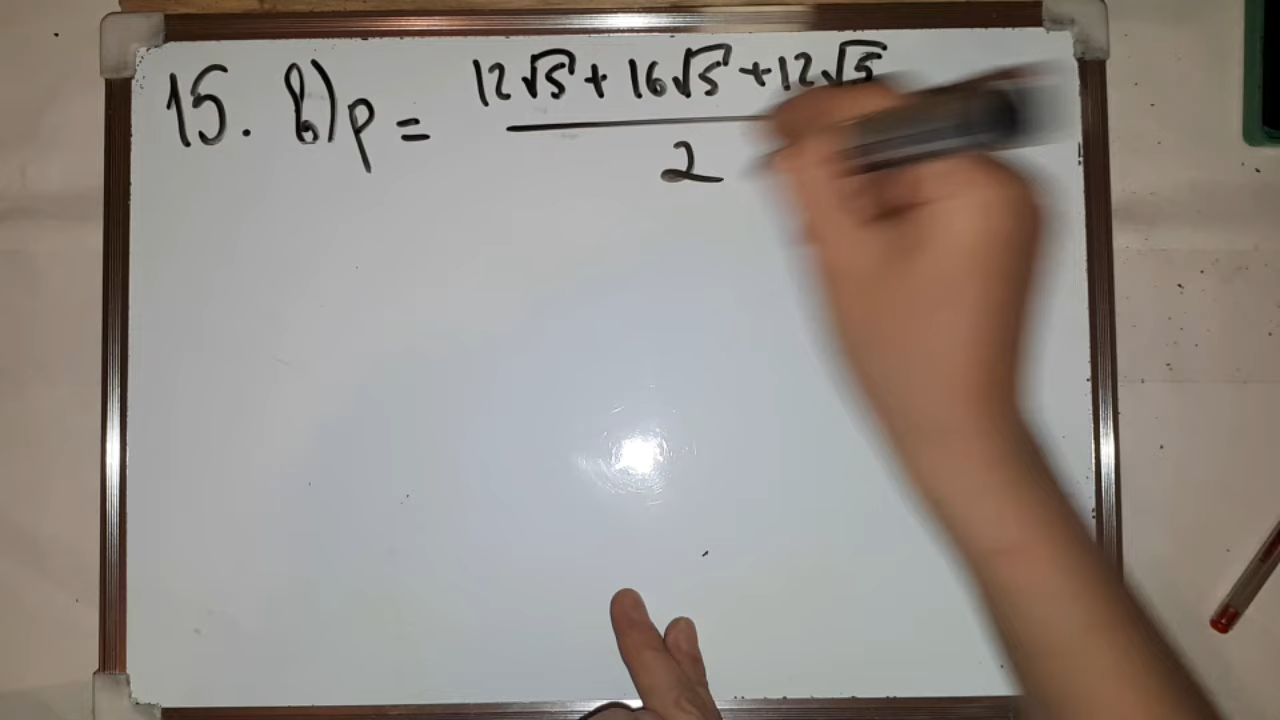 15. в) p = (12√5 + 16√5 + 12√5) / 2